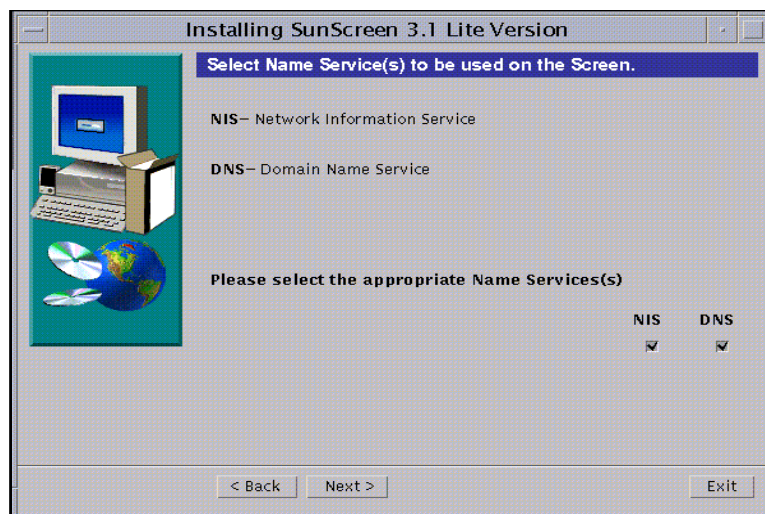 Installing SunScreen 3.1 Lite Version
Select Name Service(s) to be used on the Screen.
NIS– Network Information Service
DNS– Domain Name Service
Please select the appropriate Name Services(s)
NIS DNS
< Back Next > Exit